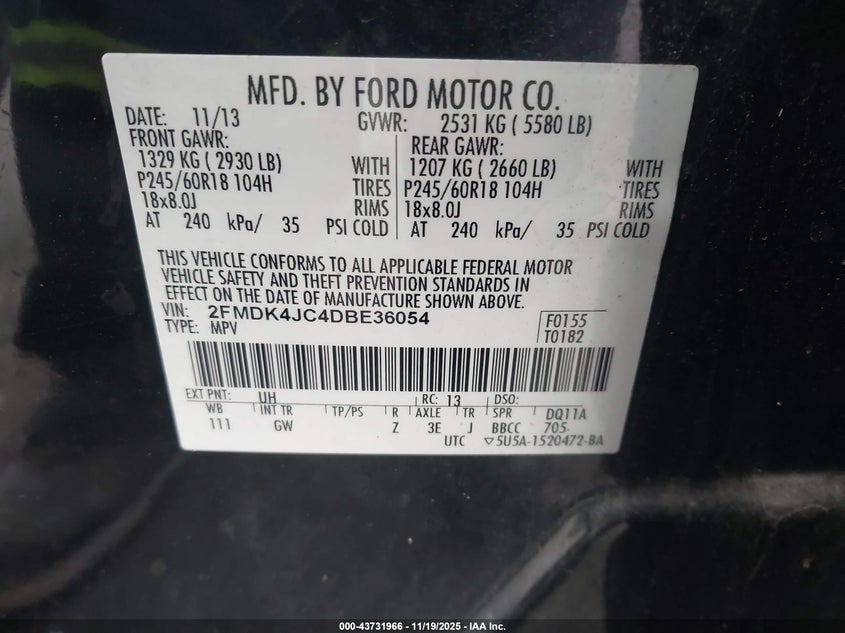 MFD. BY FORD MOTOR CO.
DATE: 11/13 GVWR: 2531 KG ( 5580 LB)
FRONT GAWR: REAR GAWR:
1329 KG ( 2930 LB) WITH 1207 KG ( 2660 LB) WITH
P245/60R18 104H TIRES P245/60R18 104H TIRES
18x8.0J RIMS 18x8.0J RIMS
AT 240 kPa/ 35 PSI COLD AT 240 kPa/ 35 PSI COLD
THIS VEHICLE CONFORMS TO ALL APPLICABLE FEDERAL MOTOR
VEHICLE SAFETY AND THEFT PREVENTION STANDARDS IN
EFFECT ON THE DATE OF MANUFACTURE SHOWN ABOVE.
VIN: 2FMDK4JC4DBE36054 F0155
TYPE: MPV T0182
EXT PNT: UH RC: 13 DSO:
WB INT TR TP/PS R AXLE TR SPR DQ11A
111 GW Z 3E J BBCC 705-
UTC ▽5U5A-1520472-BA
000-43731966 - 11/19/2025 - IAA Inc.